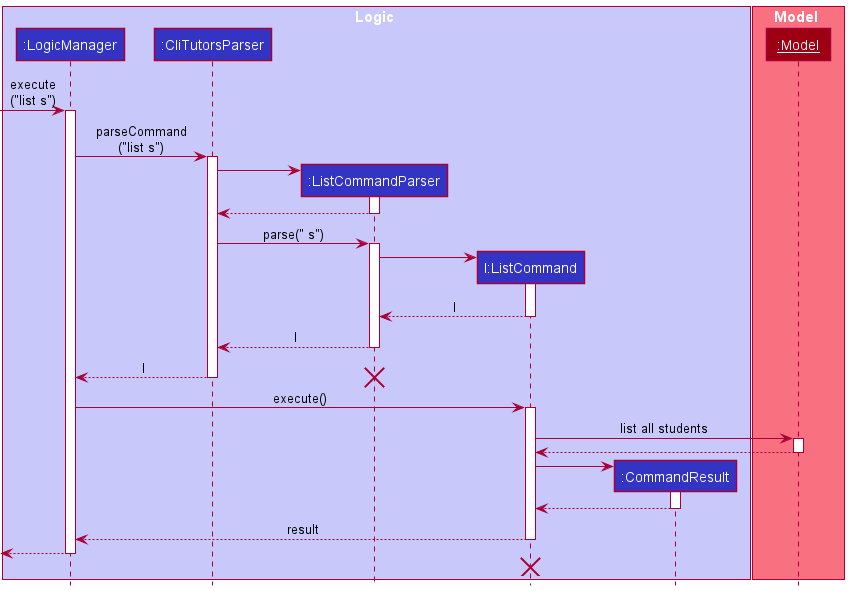 Logic
Model
:LogicManager
:CliTutorsParser
:Model
execute
("list s")
parseCommand
("list s")
:ListCommandParser
parse(" s")
l:ListCommand
l
l
l
execute()
list all students
:CommandResult
result